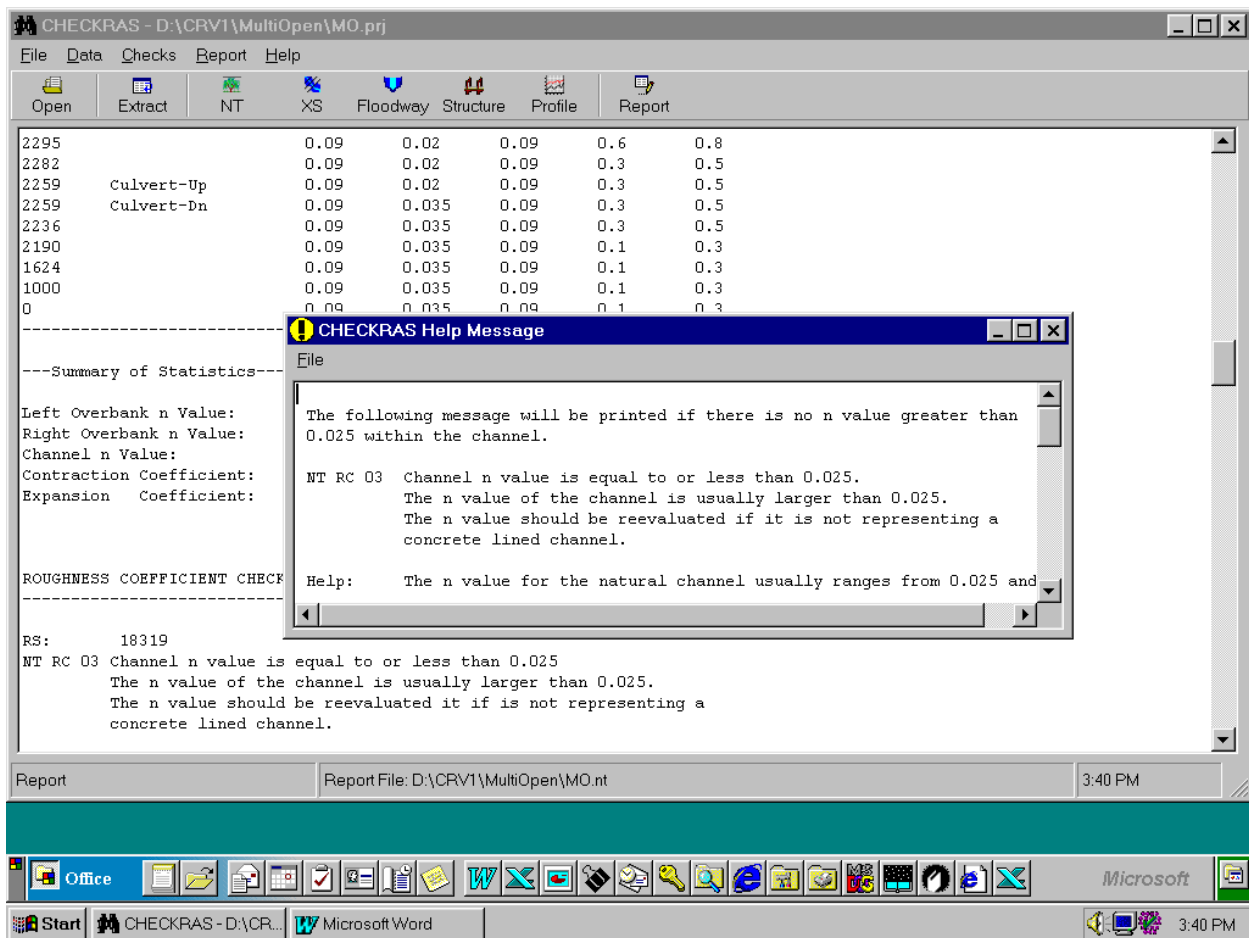 CHECKRAS - D:\CRV1\MultiOpen\MO.prj
File Data Checks Report Help
Open Extract NT XS Floodway Structure Profile Report
2295 0.09 0.02 0.09 0.6 0.8
2282 0.09 0.02 0.09 0.3 0.5
2259 Culvert-Up 0.09 0.02 0.09 0.3 0.5
2259 Culvert-Dn 0.09 0.035 0.09 0.3 0.5
2236 0.09 0.035 0.09 0.3 0.5
2190 0.09 0.035 0.09 0.1 0.3
1624 0.09 0.035 0.09 0.1 0.3
1000 0.09 0.035 0.09 0.1 0.3
0 0.09 0.035 0.09 0.1 0.3
---Summary of Statistics---
Left Overbank n Value:
Right Overbank n Value:
Channel n Value:
Contraction Coefficient:
Expansion Coefficient:
ROUGHNESS COEFFICIENT CHECK
RS: 18319
NT RC 03 Channel n value is equal to or less than 0.025
The n value of the channel is usually larger than 0.025.
The n value should be reevaluated it if is not representing a
concrete lined channel.
CHECKRAS Help Message
File
The following message will be printed if there is no n value greater than
0.025 within the channel.
NT RC 03 Channel n value is equal to or less than 0.025.
The n value of the channel is usually larger than 0.025.
The n value should be reevaluated if it is not representing a
concrete lined channel.
Help: The n value for the natural channel usually ranges from 0.025 and
Report Report File: D:\CRV1\MultiOpen\MO.nt 3:40 PM
Office Microsoft
Start CHECKRAS - D:\CR... Microsoft Word 3:40 PM